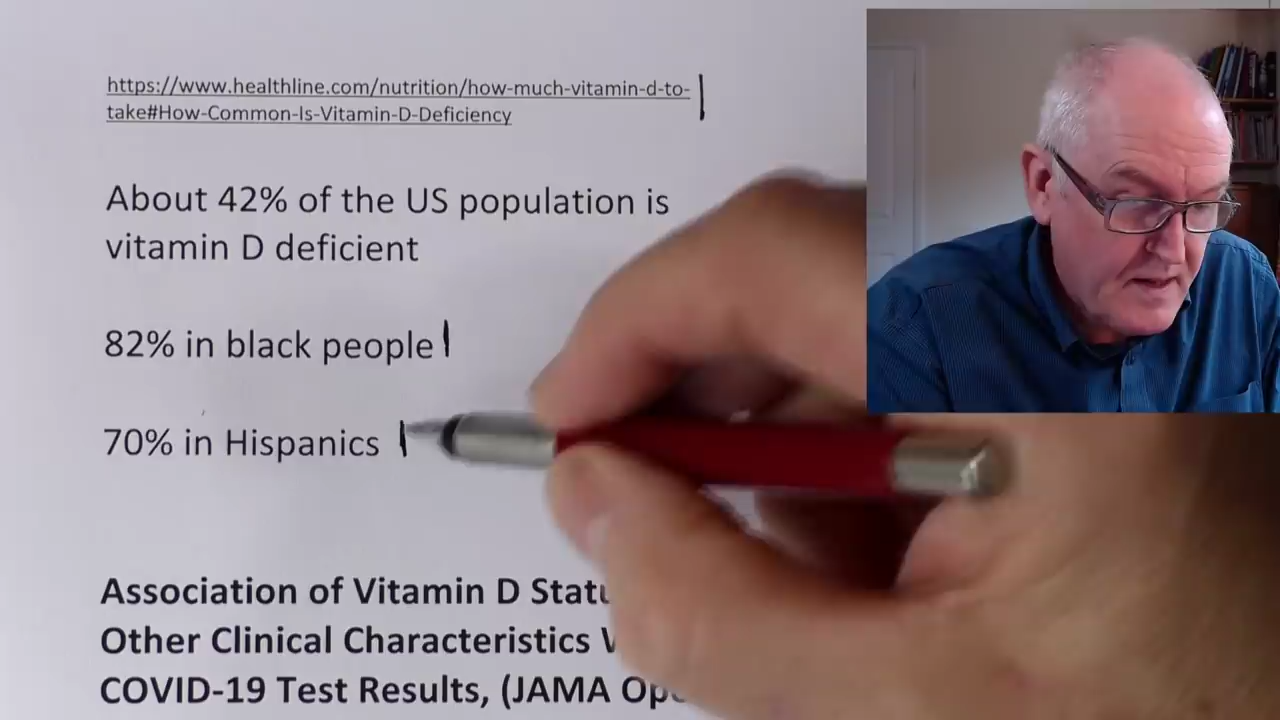 https://www.healthline.com/nutrition/how-much-vitamin-d-to-
take#How-Common-Is-Vitamin-D-Deficiency
About 42% of the US population is
vitamin D deficient
82% in black people
70% in Hispanics
Association of Vitamin D
Other Clinical Characteristics
COVID-19 Test Results, (JAMA